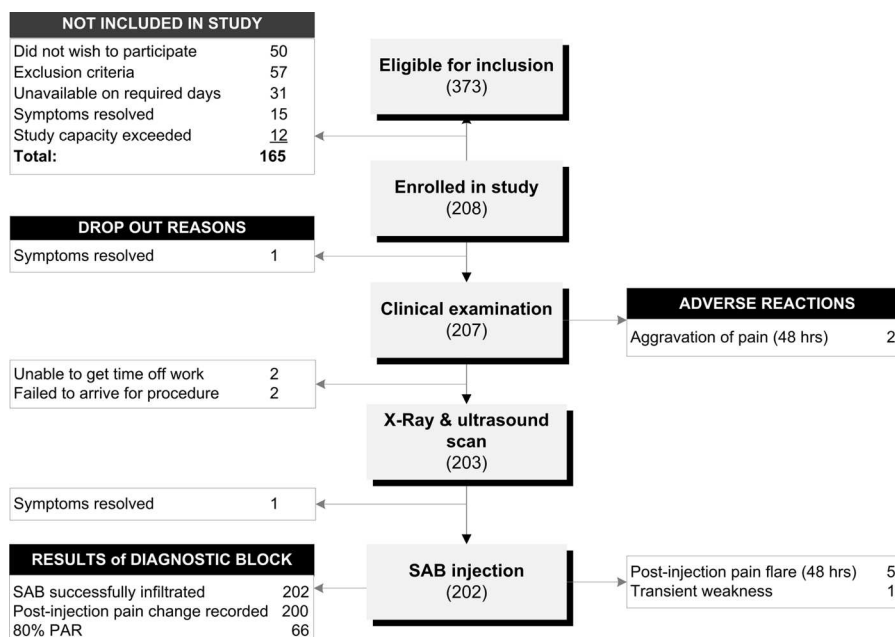 NOT INCLUDED IN STUDY
Did not wish to participate 50
Exclusion criteria 57
Unavailable on required days 31
Symptoms resolved 15
Study capacity exceeded 12
Total: 165
Eligible for inclusion
(373)
Enrolled in study
(208)
DROP OUT REASONS
Symptoms resolved 1
Clinical examination
(207)
ADVERSE REACTIONS
Aggravation of pain (48 hrs) 2
Unable to get time off work 2
Failed to arrive for procedure 2
X-Ray & ultrasound
scan
(203)
Symptoms resolved 1
SAB injection
(202)
RESULTS of DIAGNOSTIC BLOCK
SAB successfully infiltrated 202
Post-injection pain change recorded 200
80% PAR 66
Post-injection pain flare (48 hrs) 5
Transient weakness 1